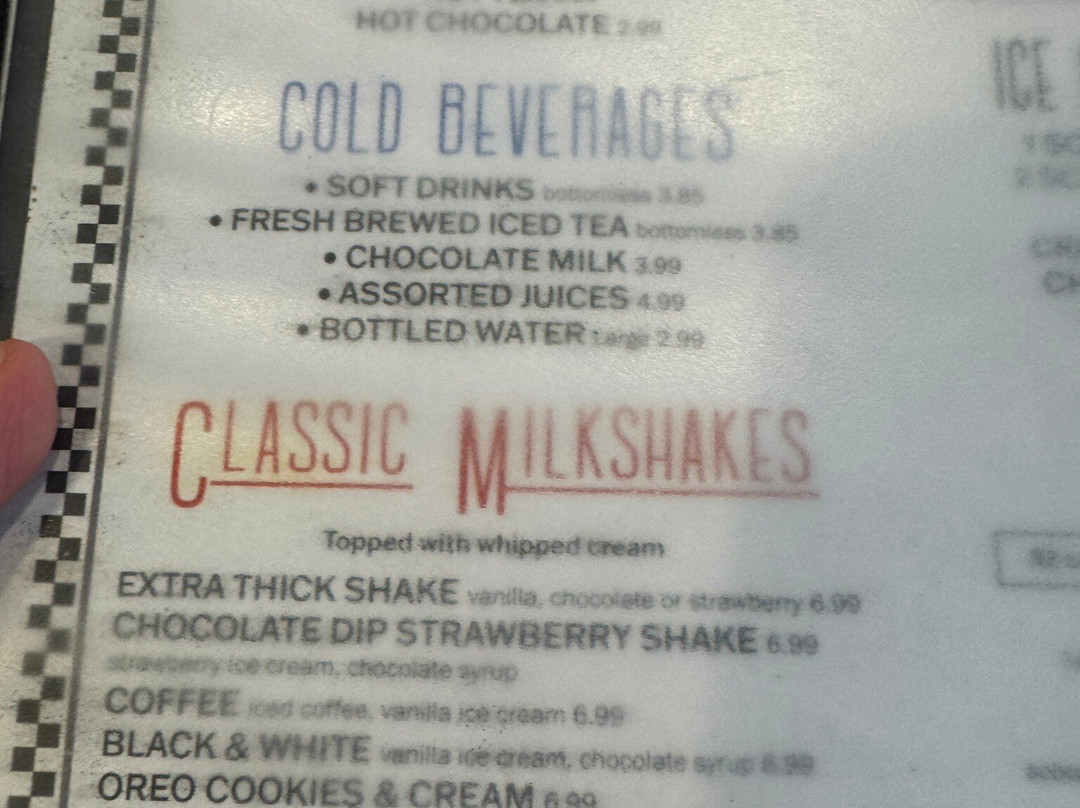 HOT CHOCOLATE 2.99
COLD BEVERAGES
• SOFT DRINKS bottomless 3.85
• FRESH BREWED ICED TEA bottomless 3.85
• CHOCOLATE MILK 3.99
• ASSORTED JUICES 4.99
• BOTTLED WATER Large 2.99
CLASSIC MILKSHAKES
Topped with whipped cream
EXTRA THICK SHAKE vanilla, chocolate or strawberry 6.99
CHOCOLATE DIP STRAWBERRY SHAKE 6.99
strawberry ice cream, chocolate syrup
COFFEE iced coffee, vanilla ice cream 6.99
BLACK & WHITE vanilla ice cream, chocolate syrup 6.99
OREO COOKIES & CREAM 6.99
ICE